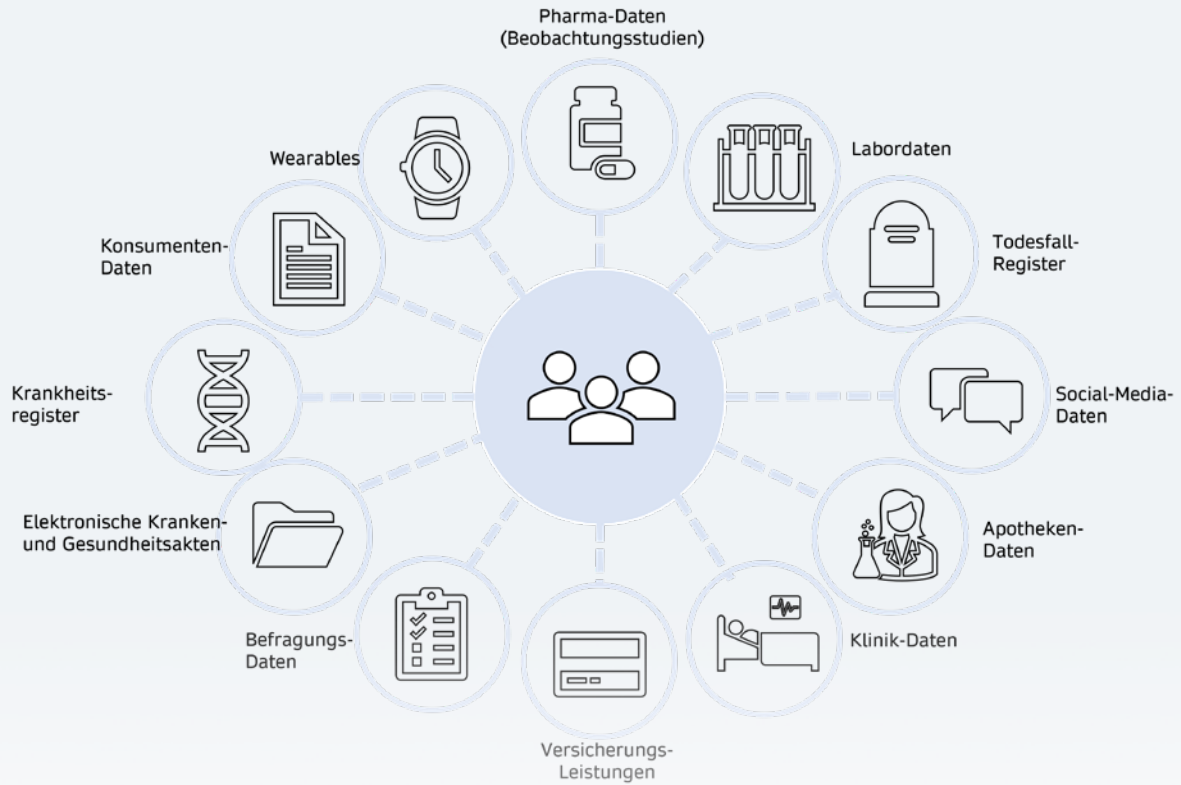 Pharma-Daten
(Beobachtungsstudien)
Wearables
Labordaten
Konsumenten-
Daten
Todesfall-
Register
Krankheits-
register
Social-Media-
Daten
Elektronische Kranken-
und Gesundheitsakten
Apotheken-
Daten
Befragungs-
Daten
Klinik-Daten
Versicherungs-
Leistungen